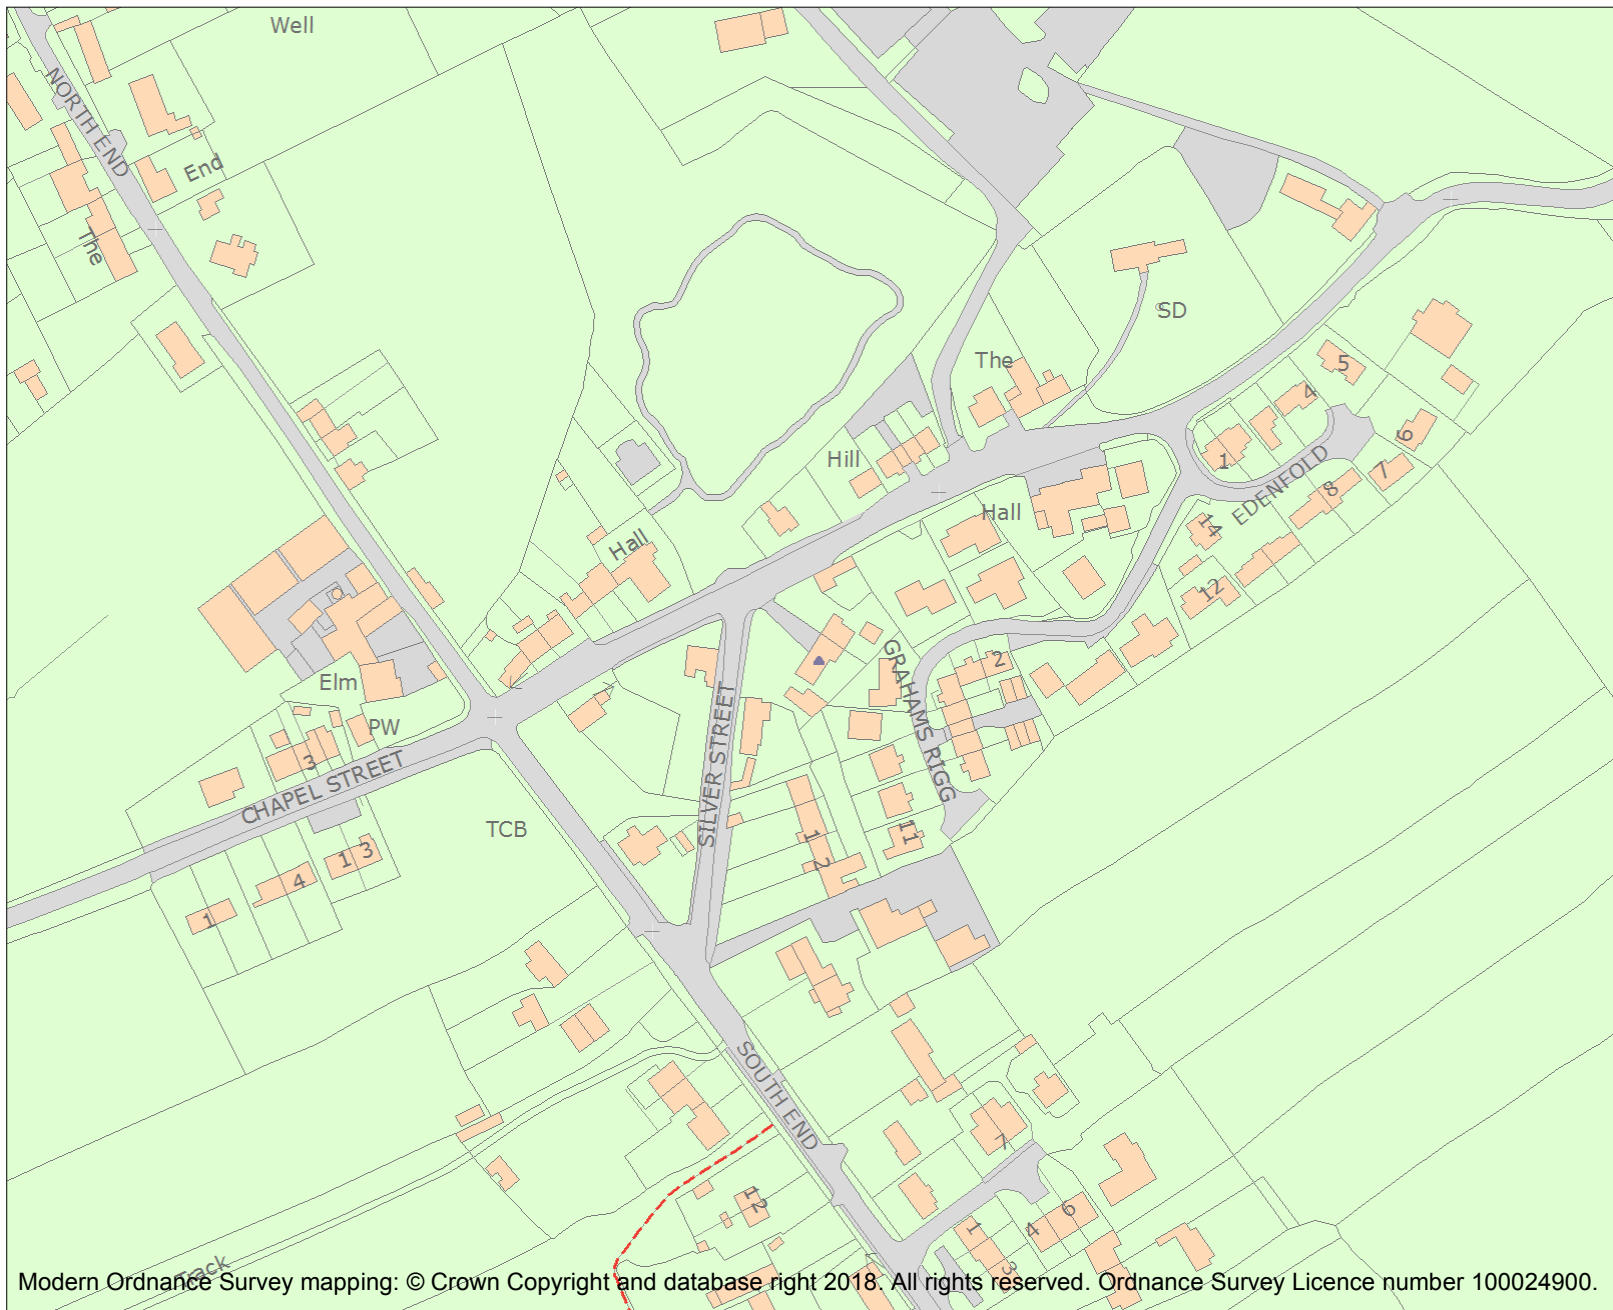 Well
NORTH END
End
The
SD
The
5
4
6
Hill
1
7
EDENFOLD
8
Hall
14
Hall
12
GRAHAMS RIGG
2
Elm
SILVER STREET
PW
3
CHAPEL STREET
TCB
1
11
1 3
2
4
1
SOUTH END
7
12
6
1
4
3
Track
Modern Ordnance Survey mapping: © Crown Copyright and database right 2018. All rights reserved. Ordnance Survey Licence number 100024900.